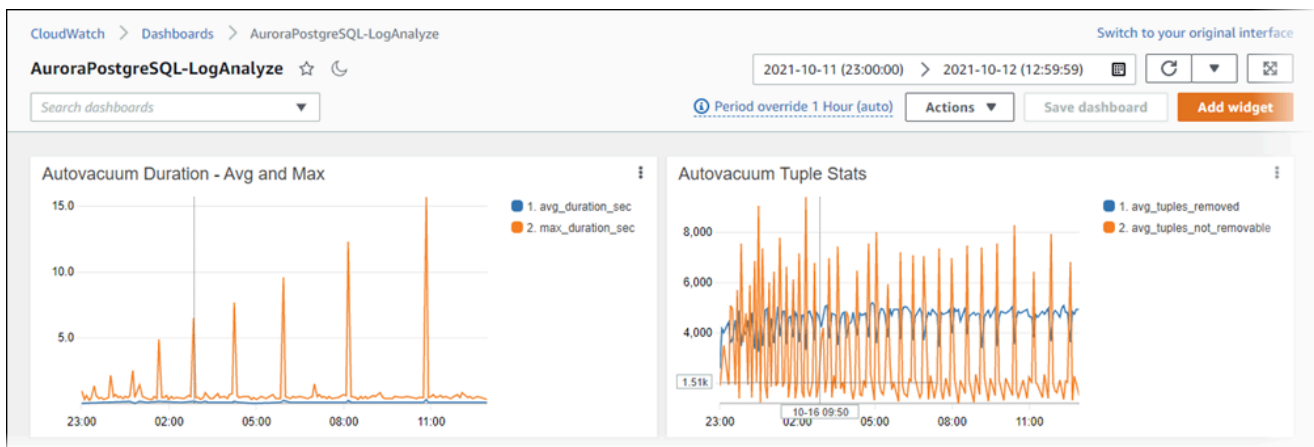 CloudWatch > Dashboards > AuroraPostgreSQL-LogAnalyze
Switch to your original interface
AuroraPostgreSQL-LogAnalyze
2021-10-11 (23:00:00) > 2021-10-12 (12:59:59)
Search dashboards
Period override 1 Hour (auto)
Actions
Save dashboard
Add widget
Autovacuum Duration - Avg and Max
15.0
10.0
5.0
23:00 02:00 05:00 08:00 11:00
1. avg_duration_sec
2. max_duration_sec
Autovacuum Tuple Stats
8,000
6,000
4,000
1.51k
10-16 09:50
23:00 02:00 05:00 08:00 11:00
1. avg_tuples_removed
2. avg_tuples_not_removable